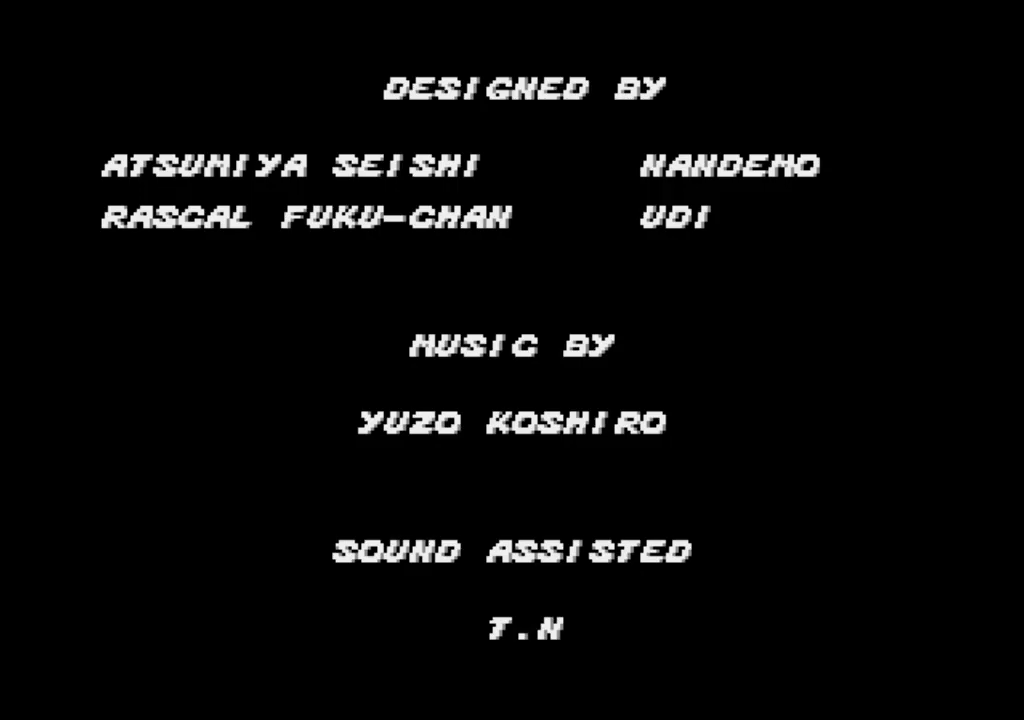 DESIGNED BY
ATSUMIYA SEISHI NANDEMO
RASCAL FUKU-CHAN UDI
MUSIC BY
YUZO KOSHIRO
SOUND ASSISTED
T.N